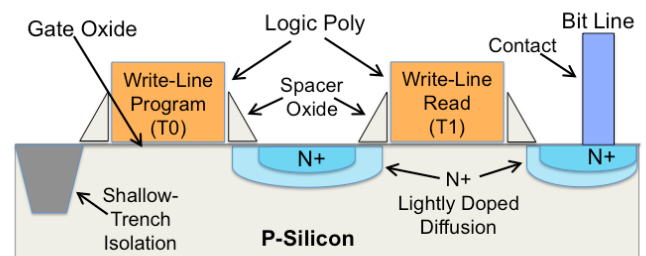 Gate Oxide
Logic Poly
Bit Line
Contact
Write-Line
Program
(T0)
Spacer
Oxide
Write-Line
Read
(T1)
N+
N+
Shallow-
Trench
Isolation
N+
Lightly Doped
Diffusion
P-Silicon